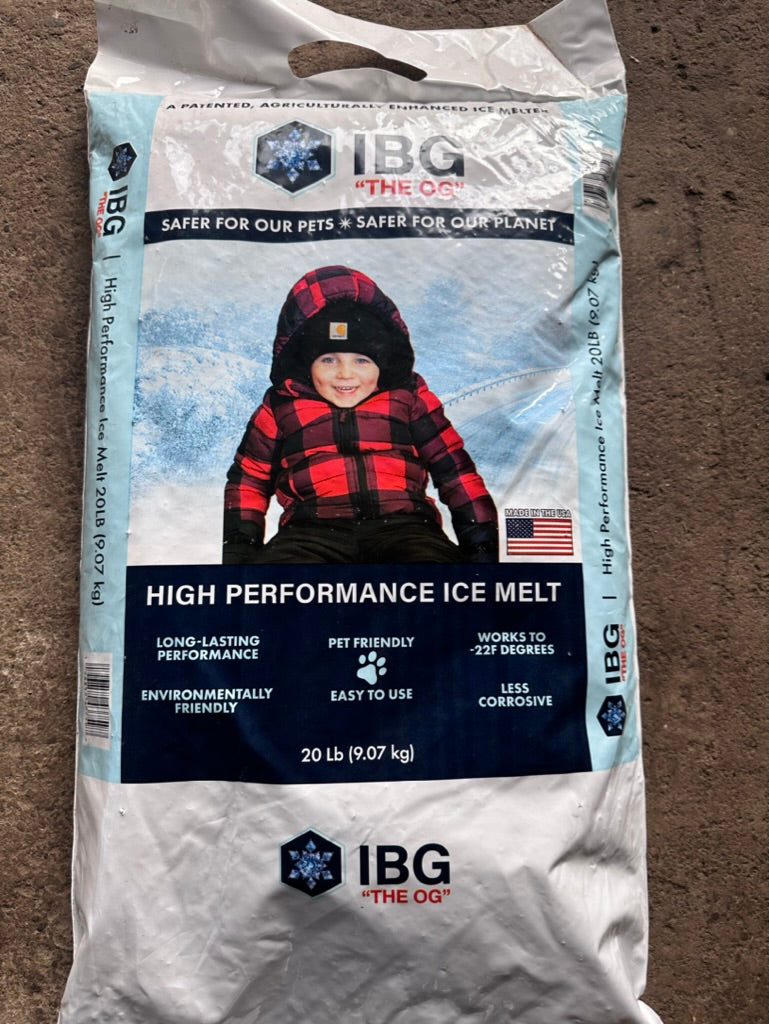 A PATENTED, AGRICULTURALLY ENHANCED ICE MELTER
IBG
"THE OG"
SAFER FOR OUR PETS * SAFER FOR OUR PLANET
IBG "THE OG" | High Performance Ice Melt 20LB (9.07 kg)
IBG "THE OG" | High Performance Ice Melt 20LB (9.07 kg)
MADE IN THE USA
HIGH PERFORMANCE ICE MELT
LONG-LASTING
PERFORMANCE
PET FRIENDLY
WORKS TO
-22F DEGREES
ENVIRONMENTALLY
FRIENDLY
EASY TO USE
LESS
CORROSIVE
20 Lb (9.07 kg)
IBG
"THE OG"